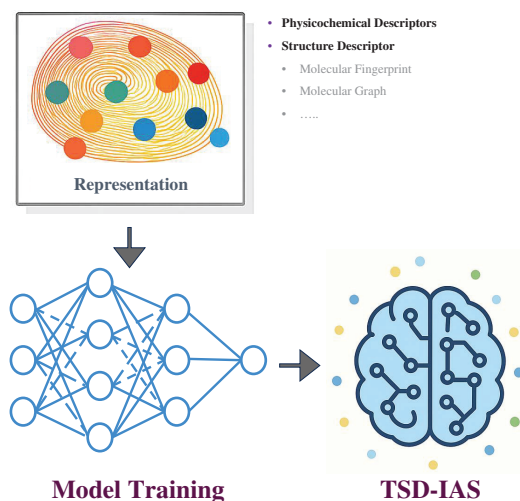 • Physicochemical Descriptors
• Structure Descriptor
• Molecular Fingerprint
• Molecular Graph
• …..
Representation
Model Training
TSD-IAS